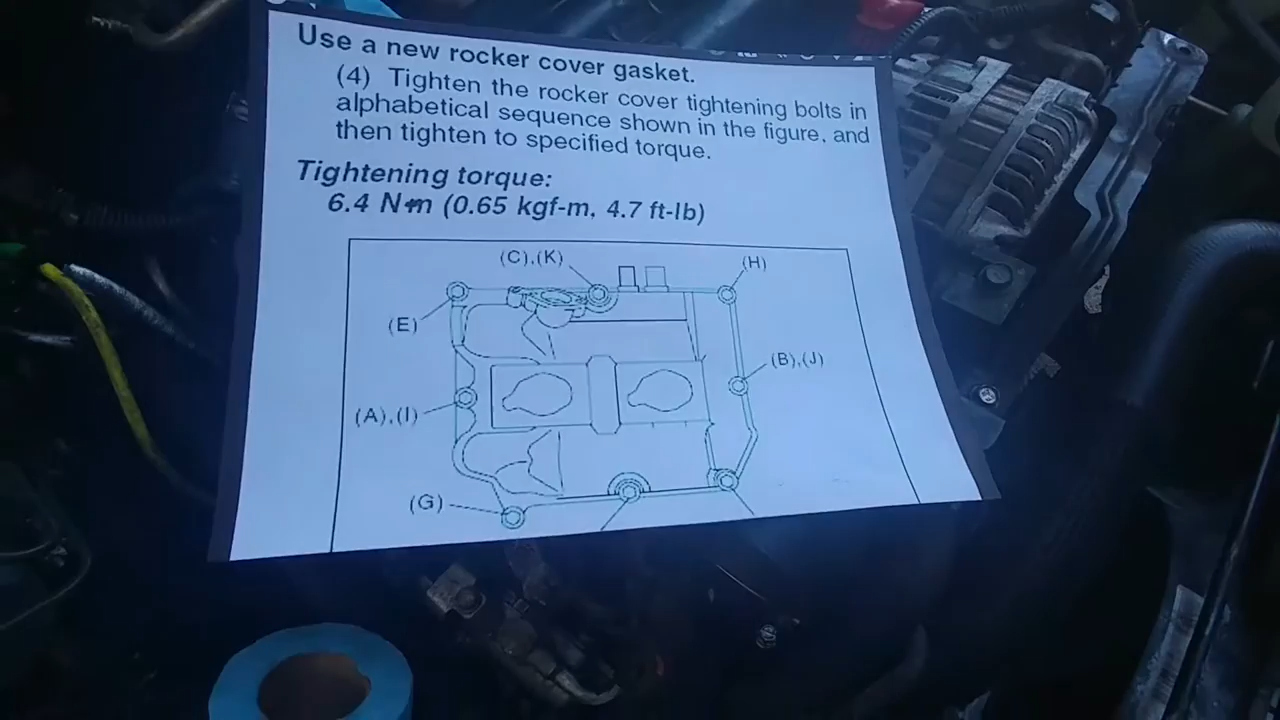 Use a new rocker cover gasket.
(4) Tighten the rocker cover tightening bolts in
alphabetical sequence shown in the figure, and
then tighten to specified torque.
Tightening torque:
6.4 N·m (0.65 kgf-m, 4.7 ft-lb)
(C),(K)
(H)
(E)
(B),(J)
(A),(I)
(G)